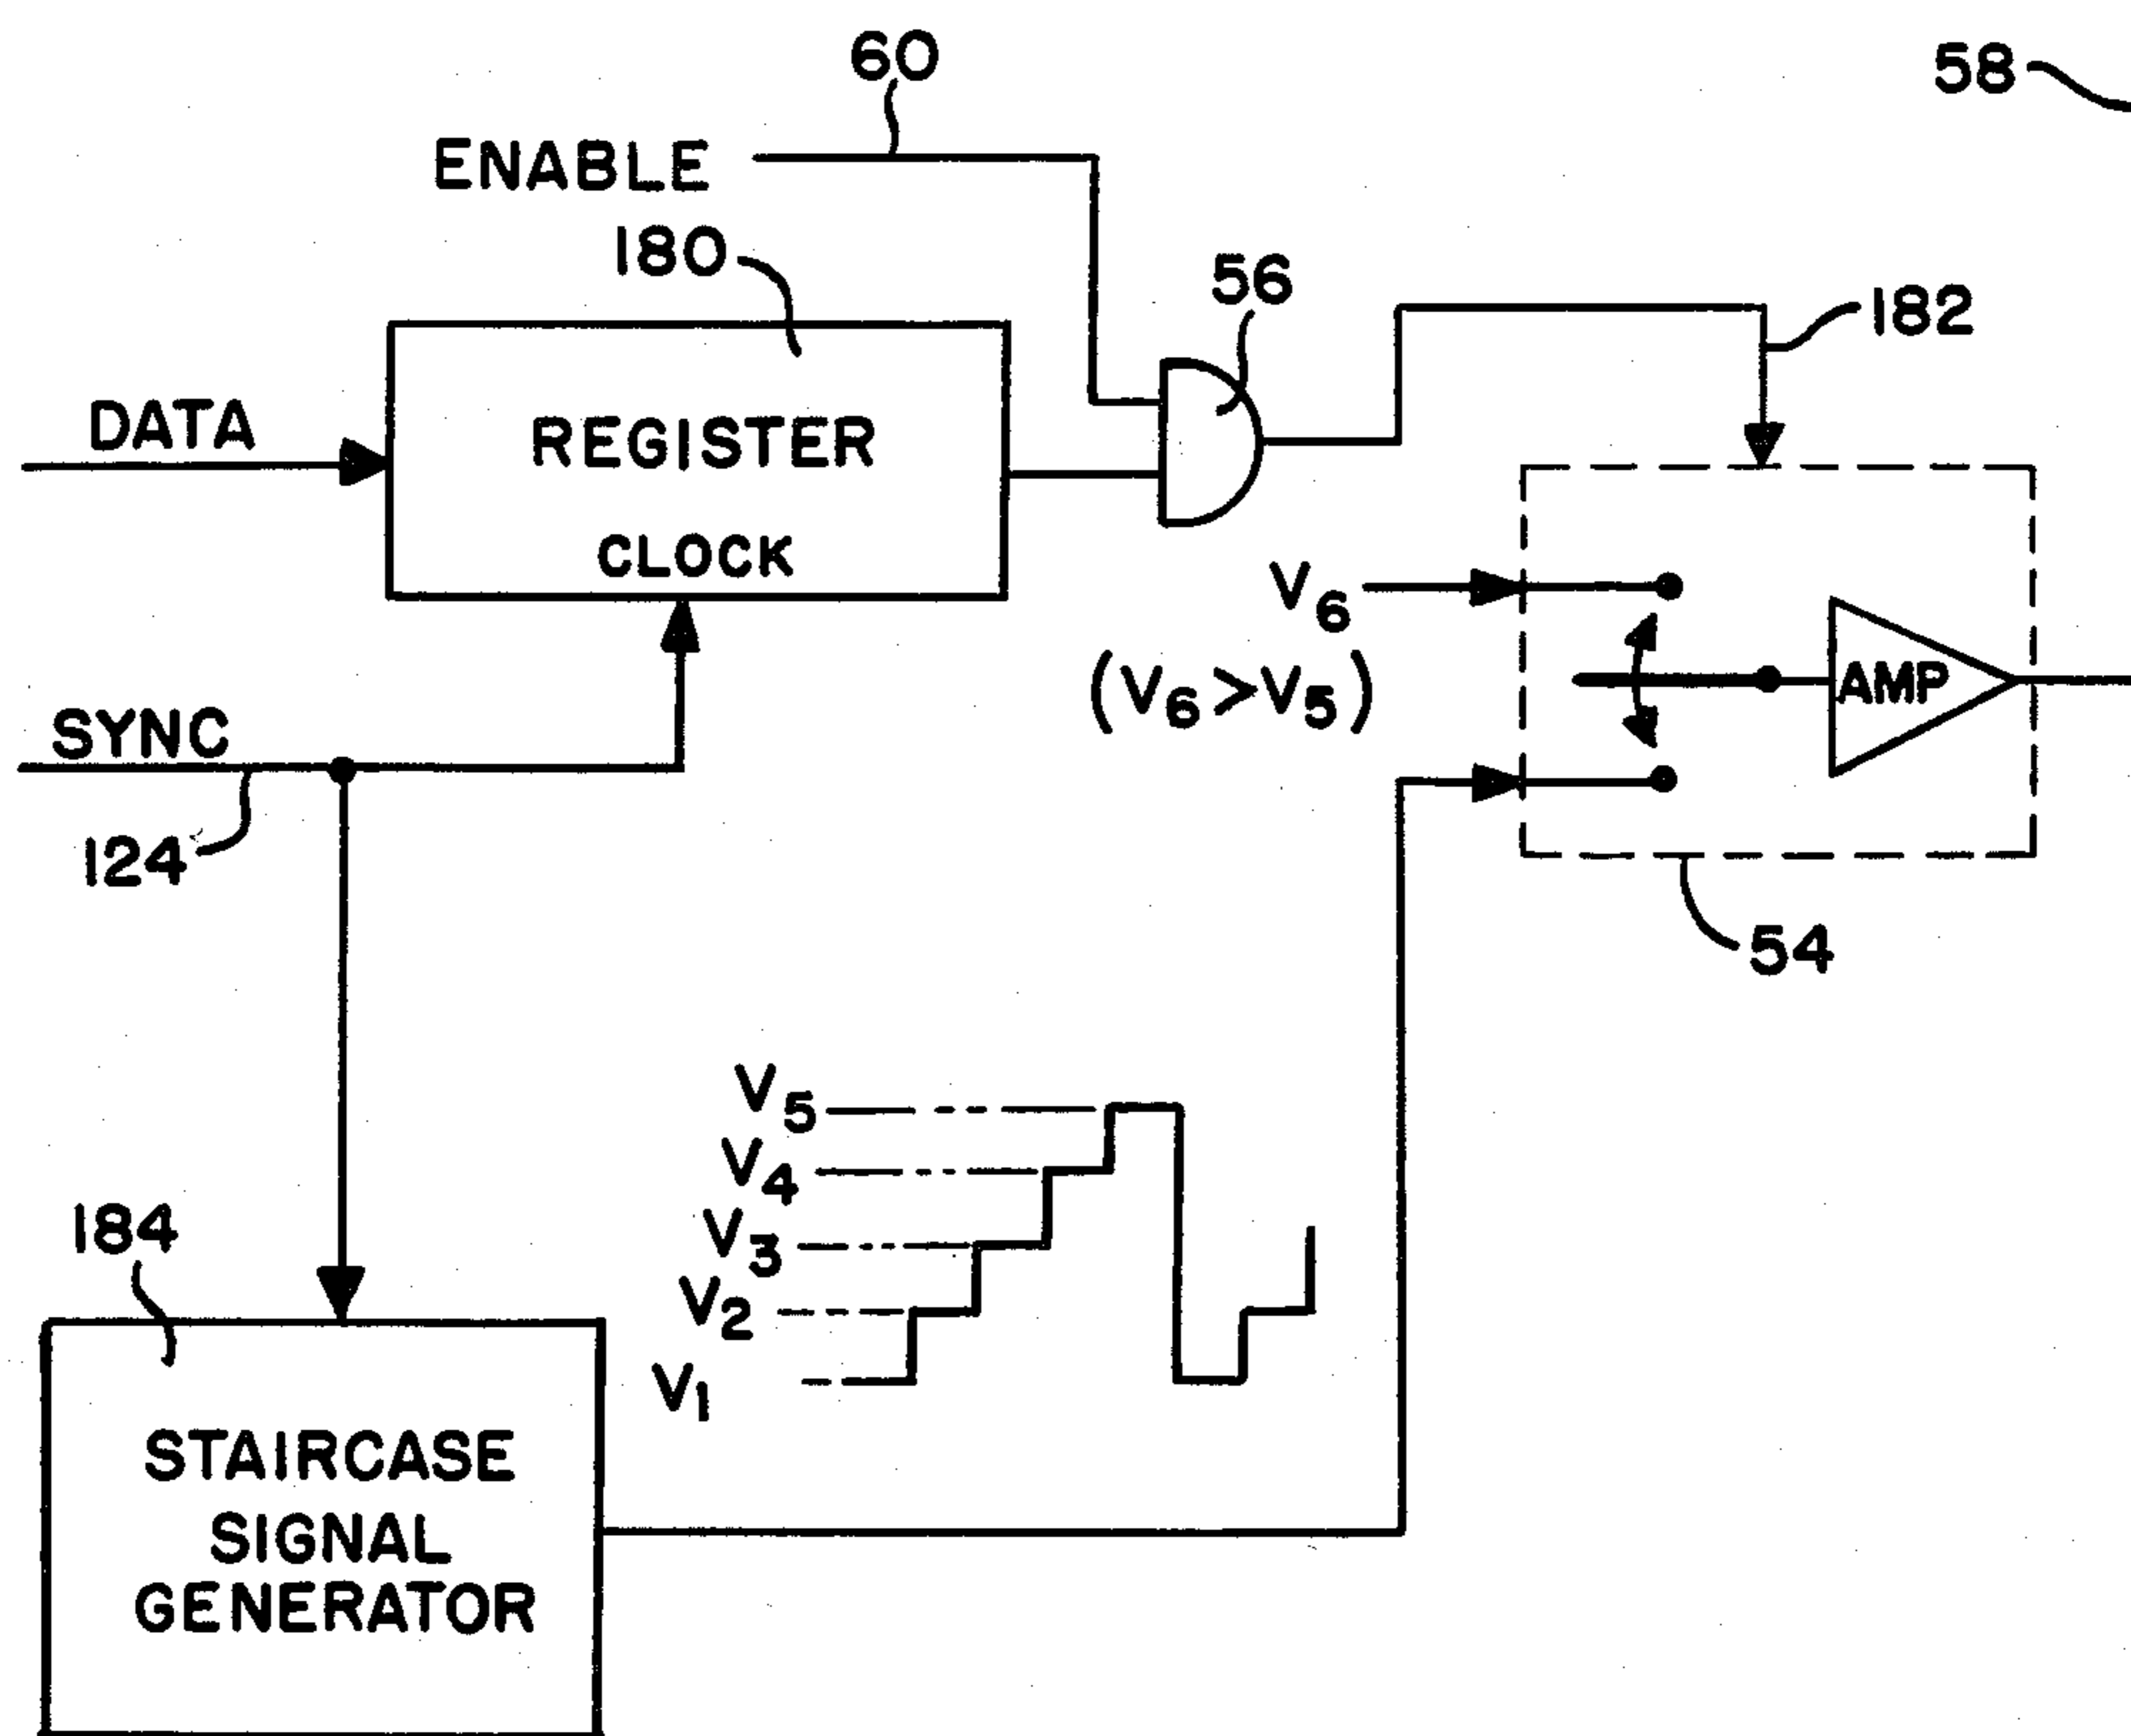 60
58
ENABLE
180
56
182
DATA
REGISTER
CLOCK
V6
(V6>V5)
AMP
SYNC
124
54
V5
V4
V3
V2
V1
184
STAIRCASE
SIGNAL
GENERATOR